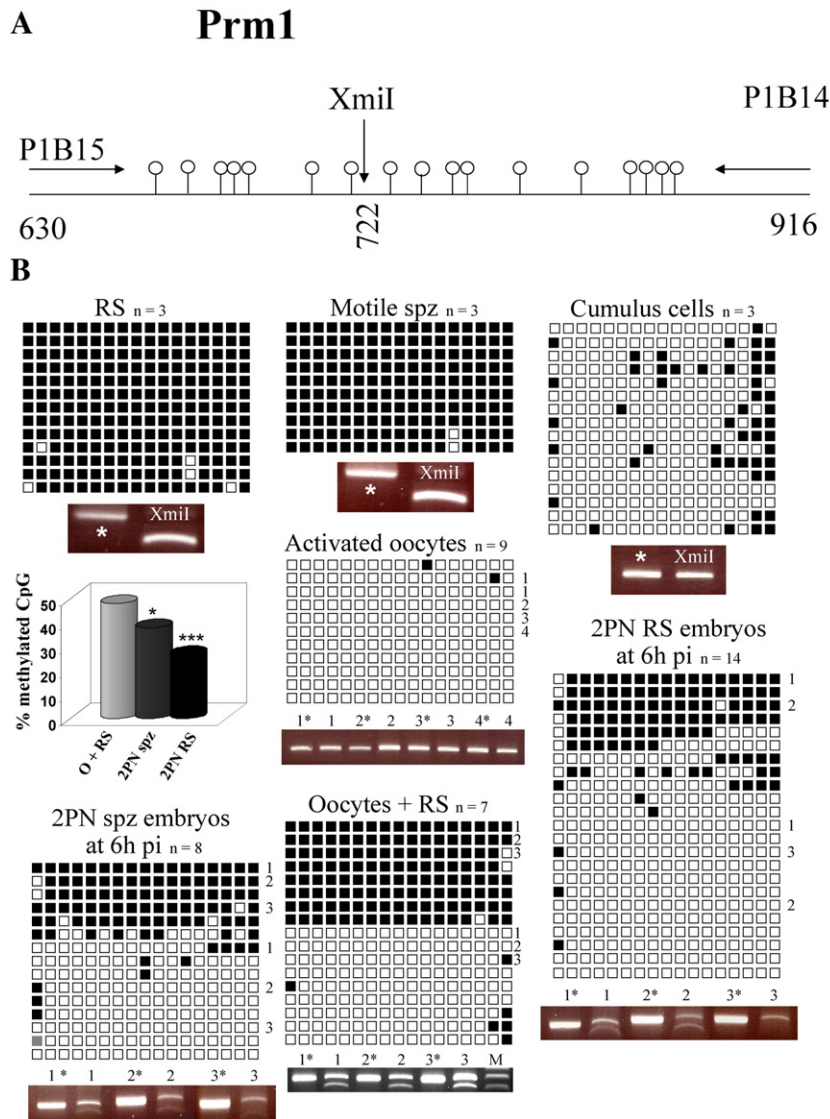 A
Prm1
XmiI
P1B14
P1B15
630
722
916
B
RS n = 3
Motile spz n = 3
Cumulus cells n = 3
*
XmiI
*
XmiI
*
XmiI
Activated oocytes n = 9
1
1
2
3
4
1* 1 2* 2 3* 3 4* 4
% methylated CpG
50
40
30
20
10
0
*
***
O + RS
2PN spz
2PN RS
2PN RS embryos
at 6h pi n = 14
1
2
1
3
2
1* 1 2* 2 3* 3
2PN spz embryos
at 6h pi n = 8
1
2
3
1
2
3
1* 1 2* 2 3* 3
Oocytes + RS n = 7
1
2
3
1
2
3
1* 1 2* 2 3* 3 M